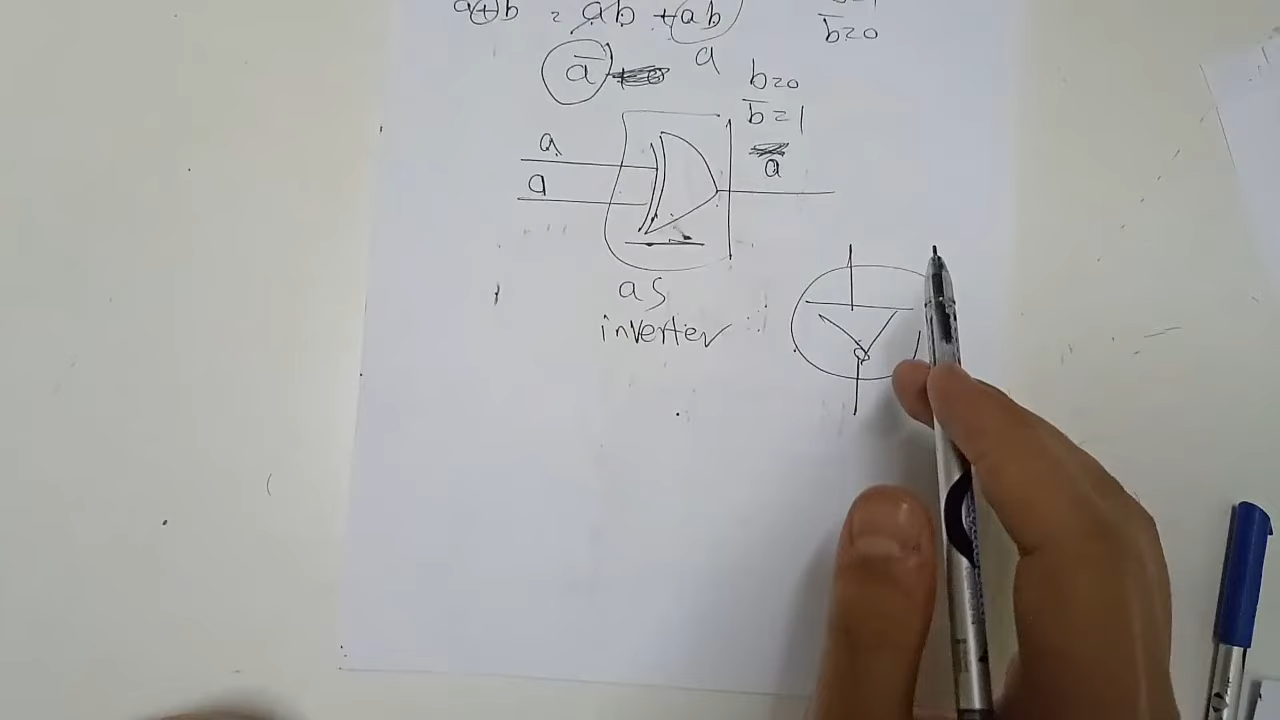 a⊕b = ab + ab
b̅=0
a̅ a
b=0
b̅=1
a
a
a
as
inverter